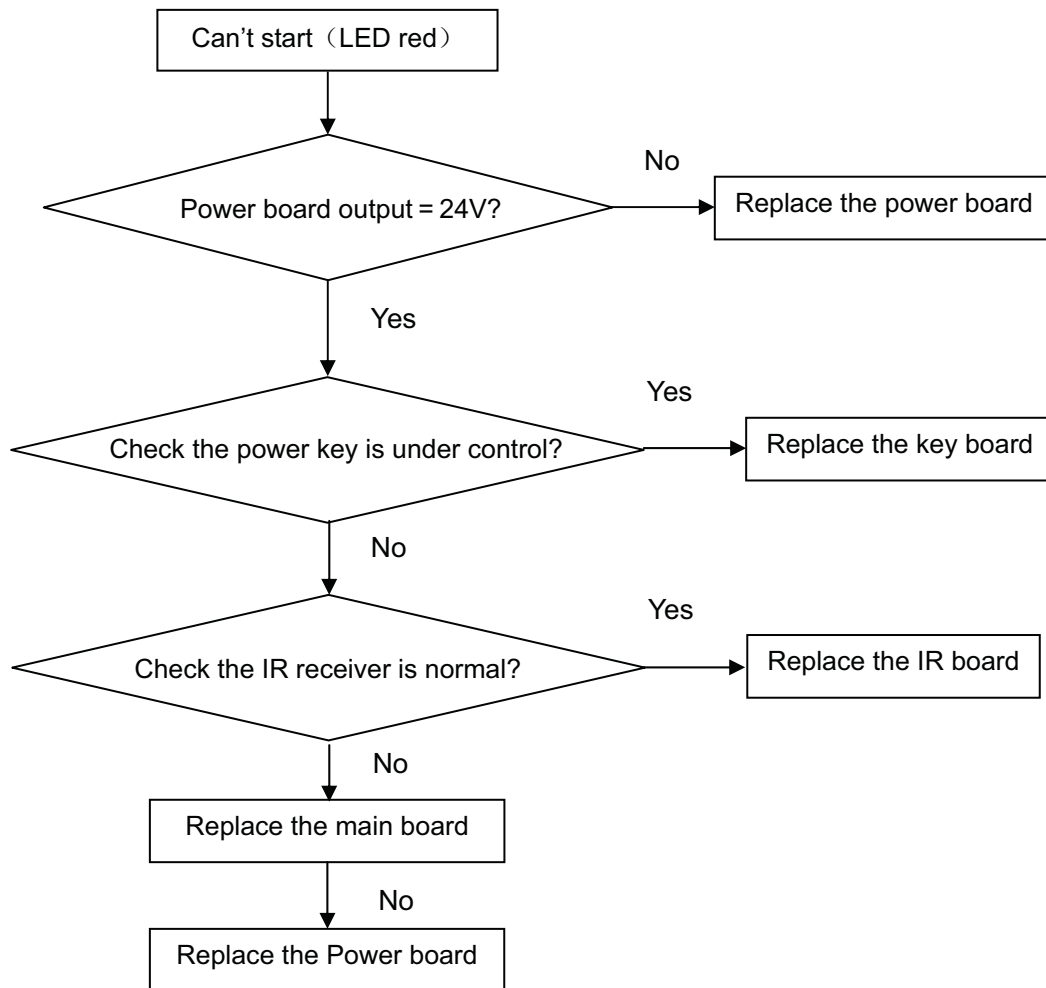 Can’t start（LED red）
No
Power board output = 24V?
Replace the power board
Yes
Yes
Check the power key is under control?
Replace the key board
No
Yes
Check the IR receiver is normal?
Replace the IR board
No
Replace the main board
No
Replace the Power board